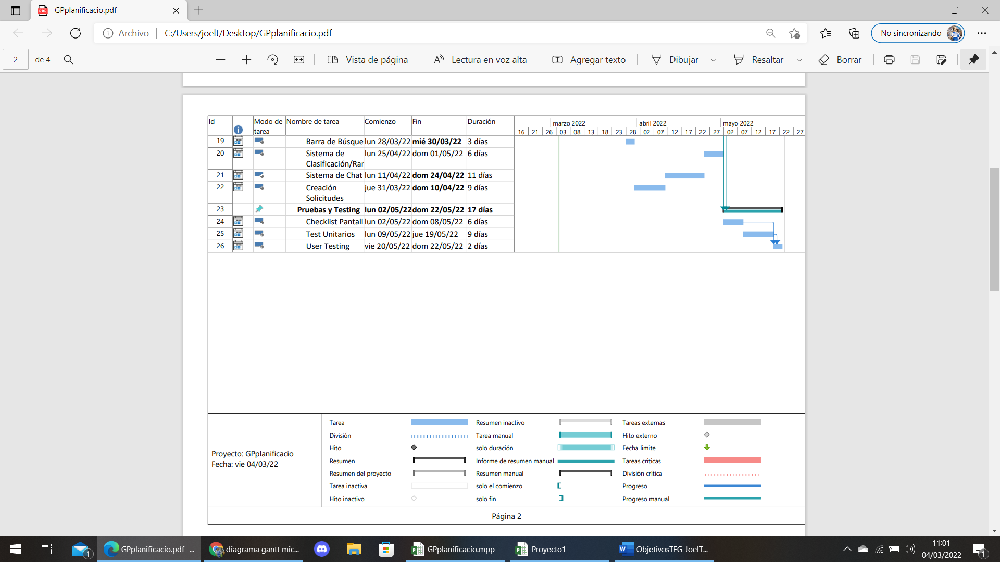 GPplanificacio.pdf
Archivo
C:/Users/joelt/Desktop/GPplanificacio.pdf
No sincronizando
2 de 4
Vista de página
Lectura en voz alta
Agregar texto
Dibujar
Resaltar
Borrar
Id Modo de tarea Nombre de tarea Comienzo Fin Duración
marzo 2022 abril 2022 mayo 2022
16 21 26 03 08 13 18 23 28 02 07 12 17 22 27 02 07 12 17 22 27
19 Barra de Búsque lun 28/03/22 mié 30/03/22 3 días
20 Sistema de lun 25/04/22 dom 01/05/22 6 días
Clasificación/Rar
21 Sistema de Chat lun 11/04/22 dom 24/04/22 11 días
22 Creación jue 31/03/22 dom 10/04/22 9 días
Solicitudes
23 Pruebas y Testing lun 02/05/22 dom 22/05/22 17 días
24 Checklist Pantall lun 02/05/22 dom 08/05/22 6 días
25 Test Unitarios lun 09/05/22 jue 19/05/22 9 días
26 User Testing vie 20/05/22 dom 22/05/22 2 días
Proyecto: GPplanificacio
Fecha: vie 04/03/22
Tarea
División
Hito
Resumen
Resumen del proyecto
Tarea inactiva
Hito inactivo
Resumen inactivo
Tarea manual
solo duración
Informe de resumen manual
Resumen manual
solo el comienzo
solo fin
Tareas externas
Hito externo
Fecha límite
Tareas críticas
División crítica
Progreso
Progreso manual
Página 2
1
GPplanificacio.pdf -...
diagrama gantt mic...
GPplanificacio.mpp
Proyecto1
ObjetivosTFG_JoelT...
11:01
04/03/2022
1